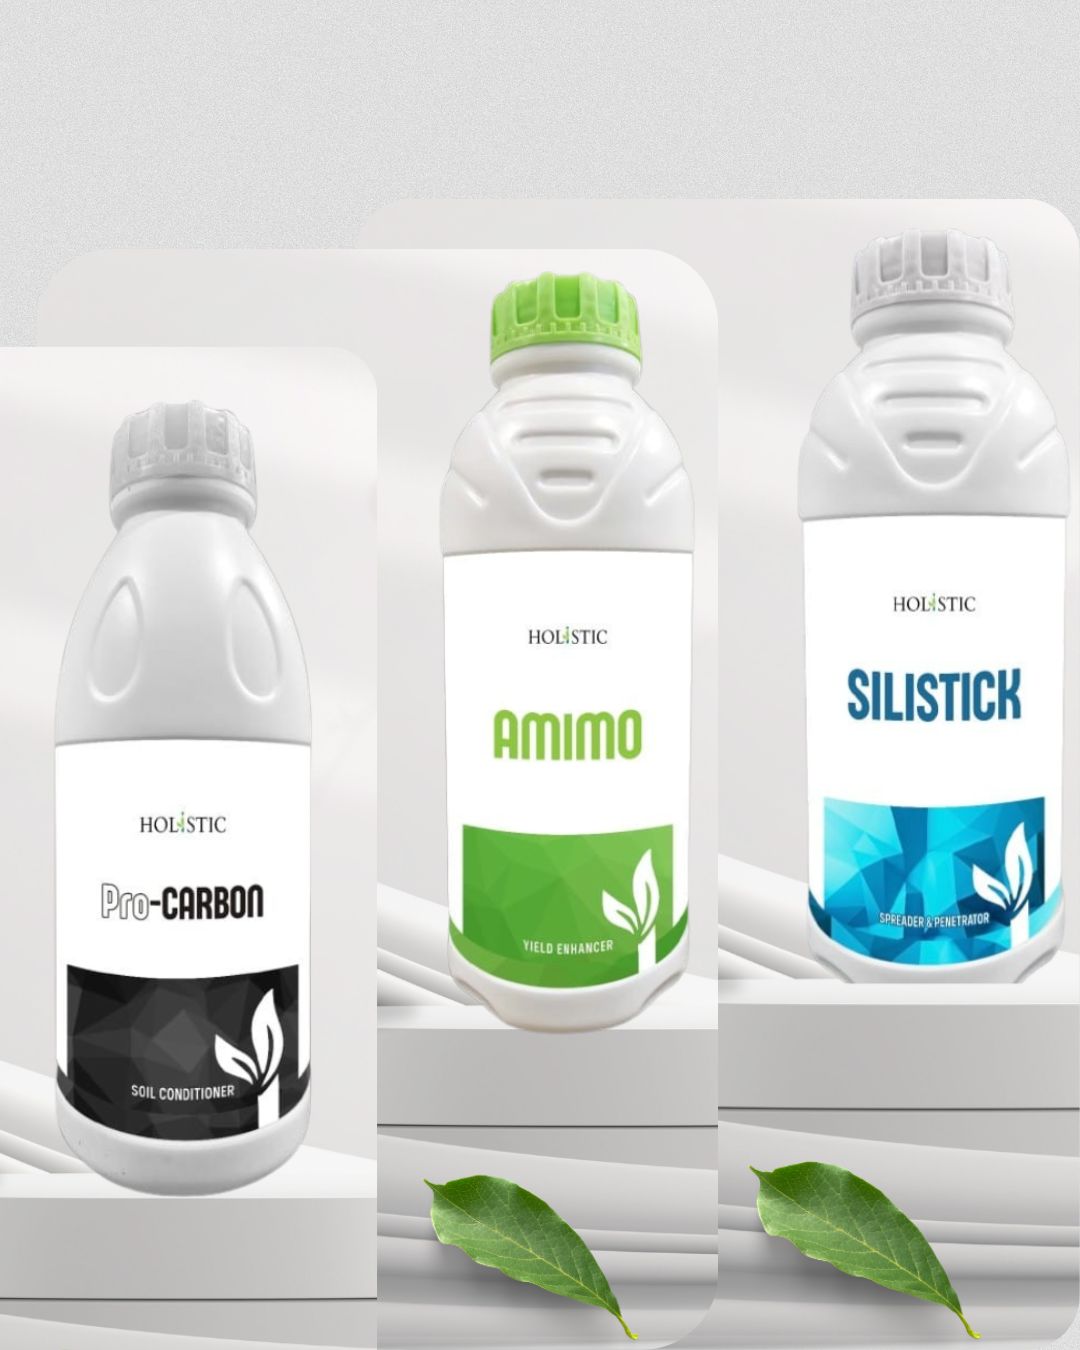 HOLiSTIC
Pro-CARBON
SOIL CONDITIONER
HOLiSTIC
AMIMO
YIELD ENHANCER
HOLiSTIC
SILISTICK
SPREADER & PENETRATOR